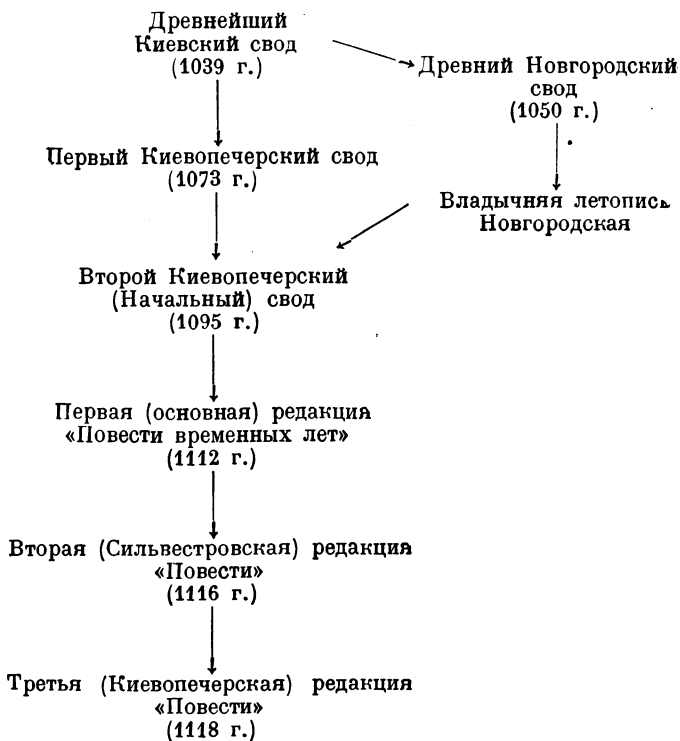 Древнейший
Киевский свод
(1039 г.)
Древний Новгородский
свод
(1050 г.)
Первый Киевопечерский свод
(1073 г.)
Владычняя летопись
Новгородская
Второй Киевопечерский
(Начальный) свод
(1095 г.)
Первая (основная) редакция
«Повести временных лет»
(1112 г.)
Вторая (Сильвестровская) редакция
«Повести»
(1116 г.)
Третья (Киевопечерская) редакция
«Повести»
(1118 г.)